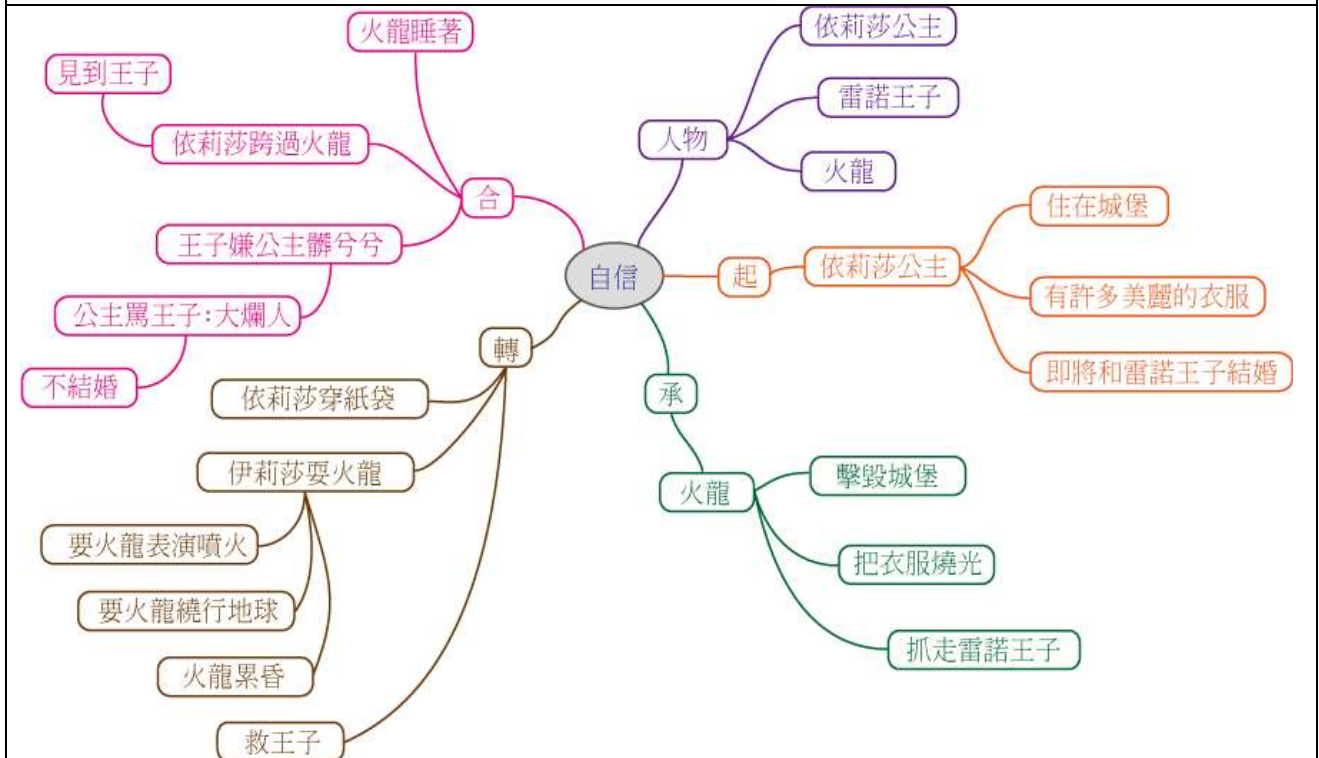 自信
人物
依莉莎公主
雷諾王子
火龍
起
依莉莎公主
住在城堡
有許多美麗的衣服
即將和雷諾王子結婚
承
火龍
擊毀城堡
把衣服燒光
抓走雷諾王子
轉
依莉莎穿紙袋
伊莉莎耍火龍
要火龍表演噴火
要火龍繞行地球
火龍累昏
救王子
合
火龍睡著
依莉莎跨過火龍
見到王子
王子嫌公主髒兮兮
公主罵王子:大爛人
不結婚